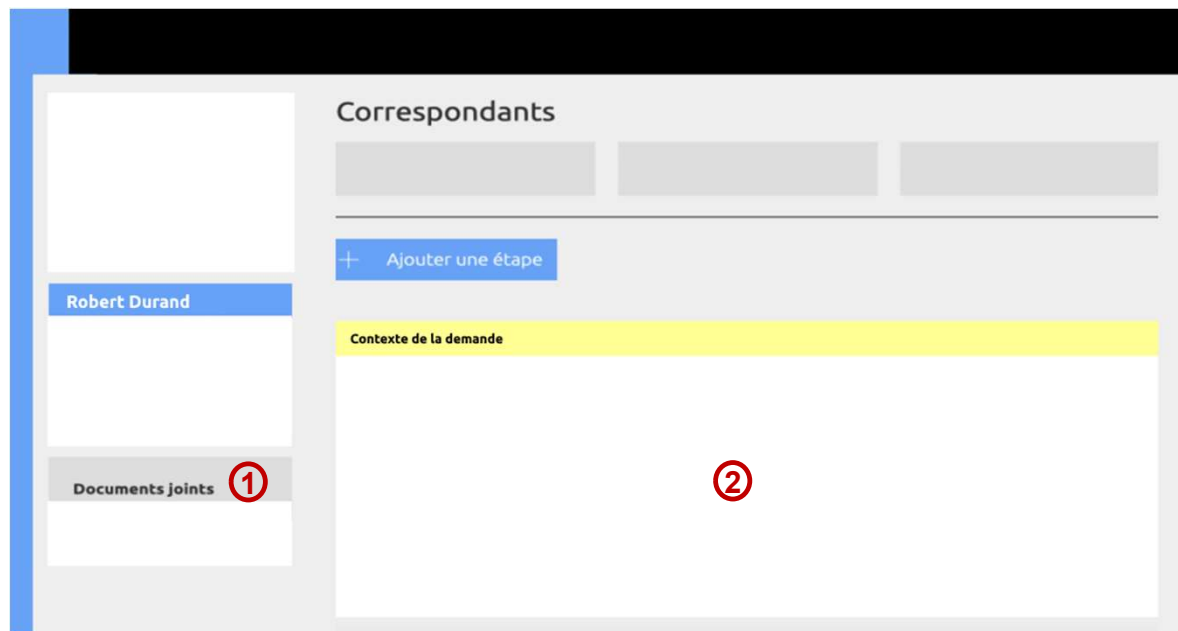 Correspondants
+ Ajouter une étape
Robert Durand
Contexte de la demande
Documents joints 1
2